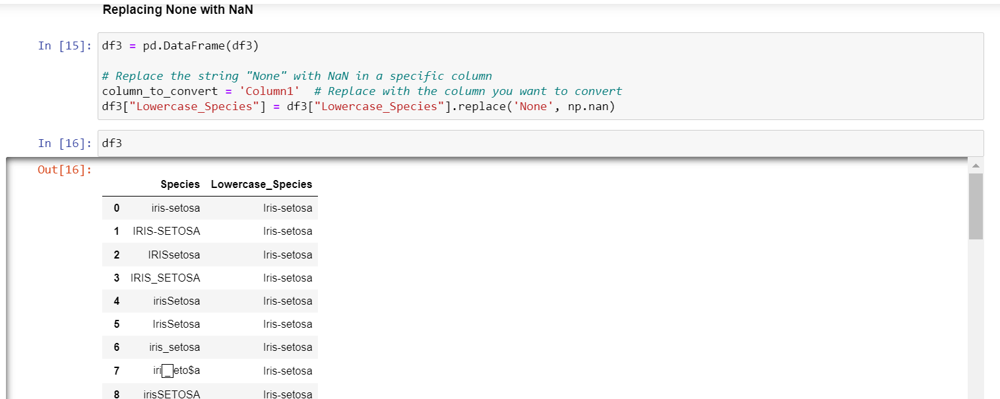 Replacing None with NaN
In [15]: df3 = pd.DataFrame(df3)
# Replace the string "None" with NaN in a specific column
column_to_convert = 'Column1'  # Replace with the column you want to convert
df3["Lowercase_Species"] = df3["Lowercase_Species"].replace('None', np.nan)
In [16]: df3
Out[16]:
Species Lowercase_Species
0 iris-setosa Iris-setosa
1 IRIS-SETOSA Iris-setosa
2 IRISsetosa Iris-setosa
3 IRIS_SETOSA Iris-setosa
4 irisSetosa Iris-setosa
5 IrisSetosa Iris-setosa
6 iris_setosa Iris-setosa
7 iri_eto$a Iris-setosa
8 irisSETOSA Iris-setosa